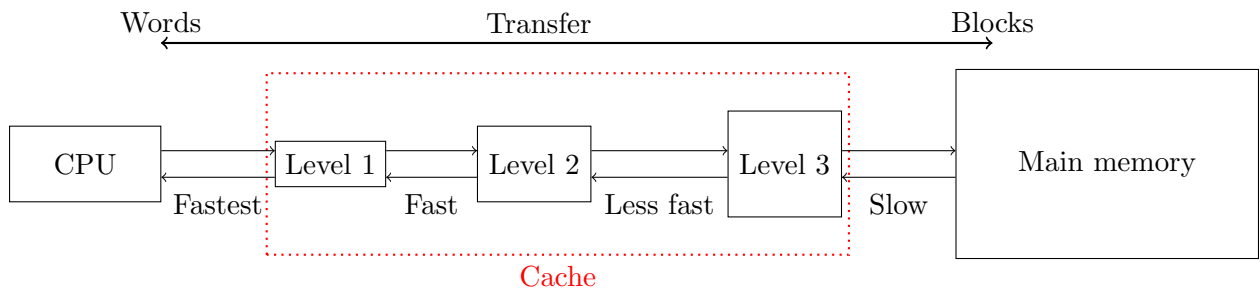 Words
Transfer
Blocks
CPU
Level 1
Level 2
Level 3
Main memory
Fastest
Fast
Less fast
Slow
Cache